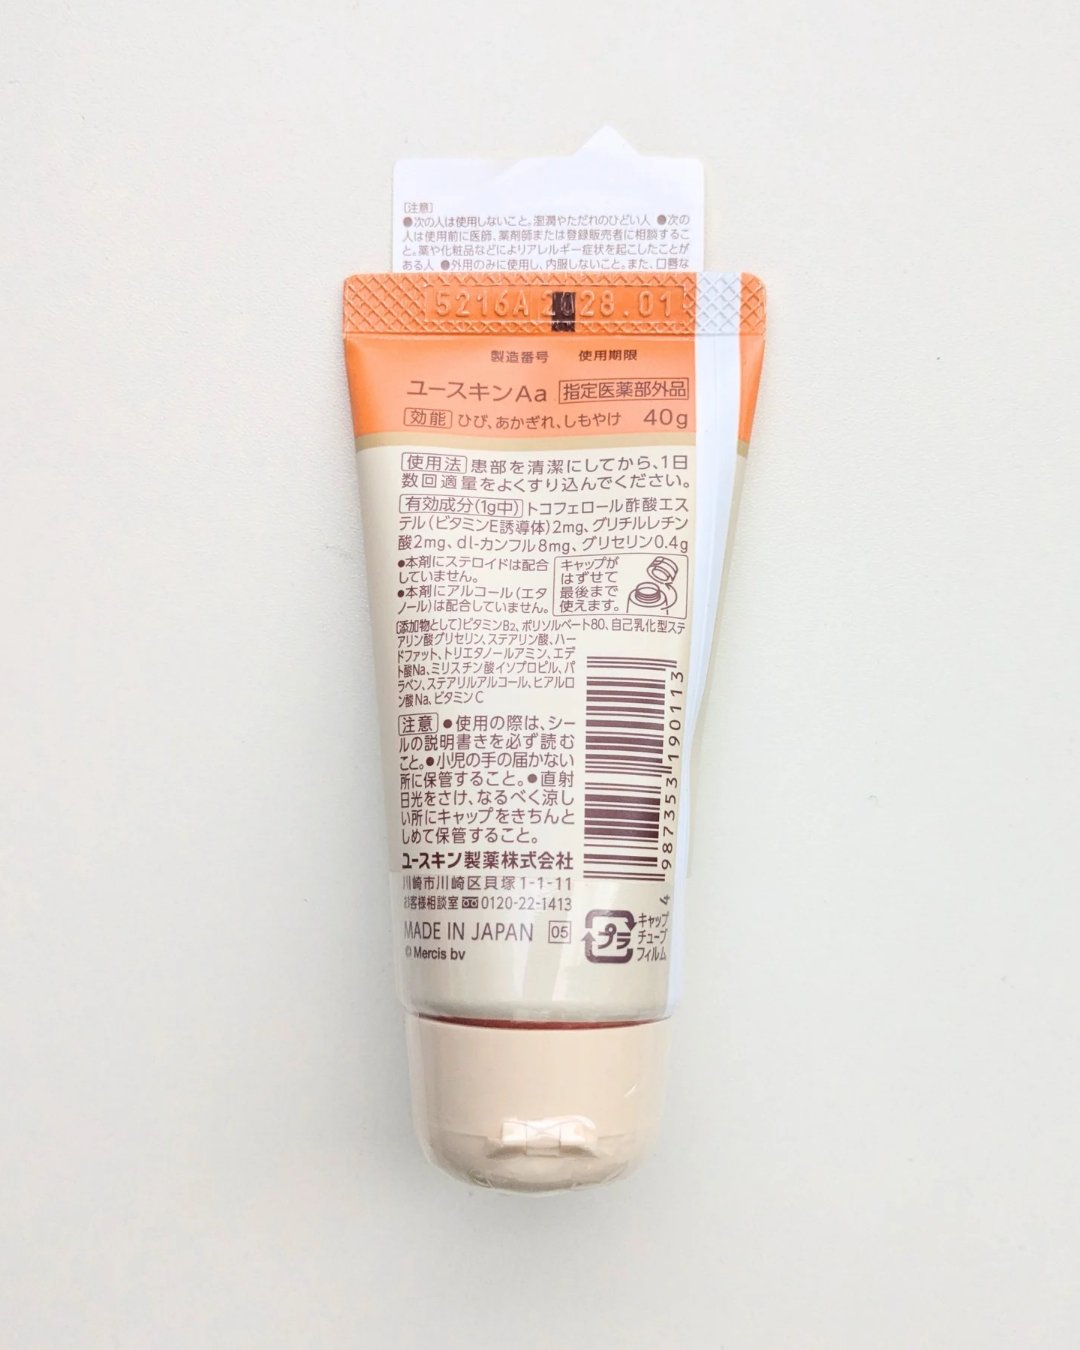 [注意]
●次の人は使用しないこと。湿潤やただれのひどい人 ●次の
人は使用前に医師、薬剤師または登録販売者に相談するこ
と。薬や化粧品などによりアレルギー症状を起こしたことが
ある人 ●外用のみに使用し、内服しないこと。また、口唇な
5216A 2028.01
製造番号 使用期限
ユースキンAa 指定医薬部外品
効能 ひび、あかぎれ、しもやけ 40g
使用法 患部を清潔にしてから、1日
数回適量をよくすり込んでください。
有効成分(1g中) トコフェロール酢酸エス
テル(ビタミンE誘導体)2mg、グリチルレチン
酸2mg、dl-カンフル8mg、グリセリン0.4g
●本剤にステロイドは配合
していません。
●本剤にアルコール(エタ
ノール)は配合していません。
キャップが
はずせて
最後まで
使えます。
[添加物として]ビタミンB2、ポリソルベート80、自己乳化型ステ
アリン酸グリセリン、ステアリン酸、ハー
ドファット、トリエタノールアミン、エデ
ト酸Na、ミリスチン酸イソプロピル、パ
ラベン、ステアリルアルコール、ヒアルロ
ン酸Na、ビタミンC
注意 ●使用の際は、シー
ルの説明書きを必ず読む
こと。●小児の手の届かない
所に保管すること。●直射
日光をさけ、なるべく涼し
い所にキャップをきちんと
しめて保管すること。
ユースキン製薬株式会社
川崎市川崎区貝塚1-1-11
お客様相談室 0120-22-1413
MADE IN JAPAN 05
© Mercis bv
4 987353 190113
プラ
キャップ
チューブ
フィルム